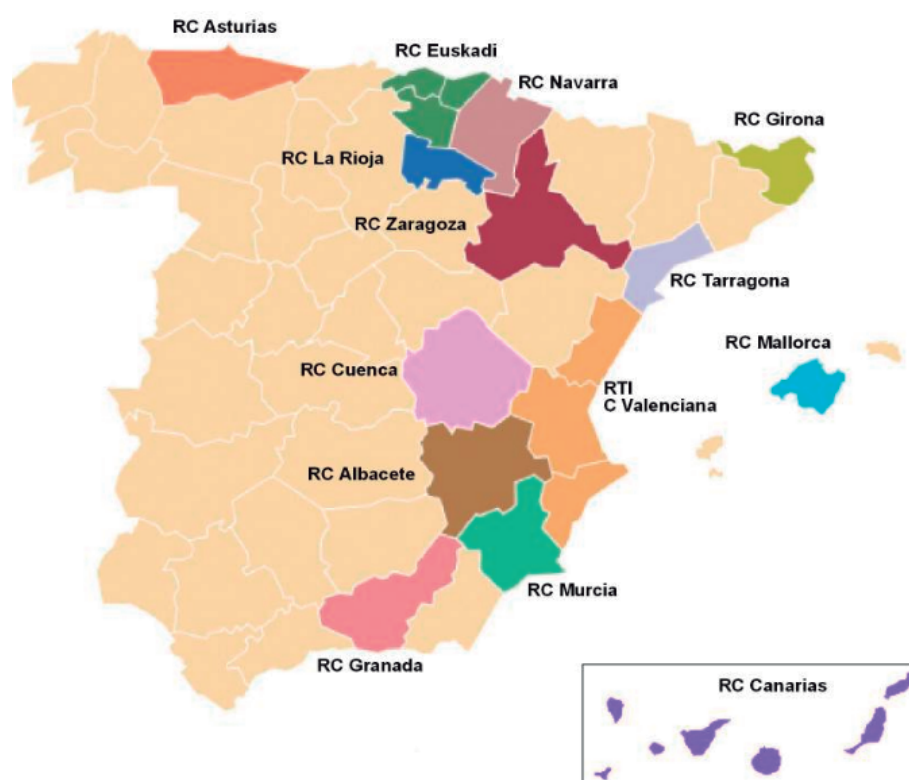 RC Asturias
RC Euskadi
RC Navarra
RC Girona
RC La Rioja
RC Zaragoza
RC Tarragona
RC Mallorca
RC Cuenca
RTI
C Valenciana
RC Albacete
RC Murcia
RC Granada
RC Canarias